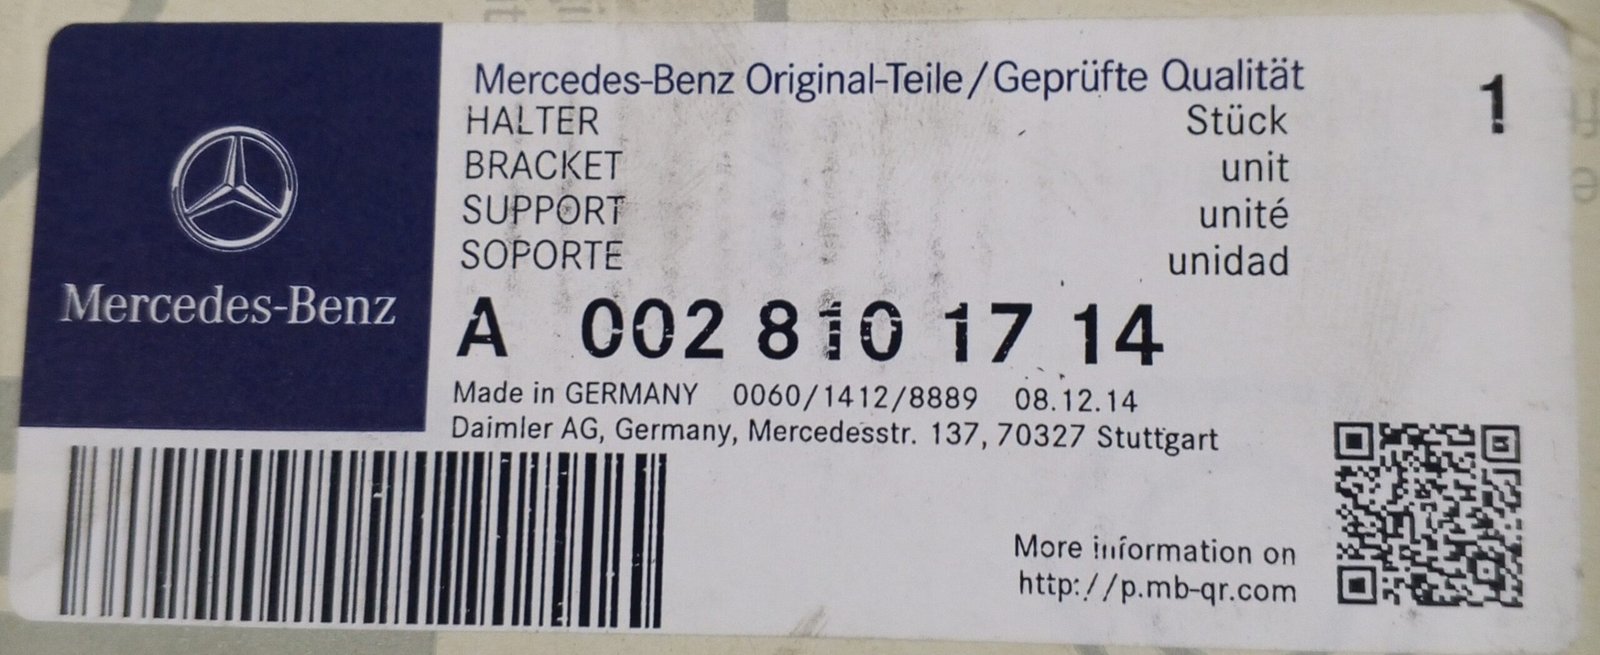 Mercedes-Benz
Mercedes-Benz Original-Teile/Geprüfte Qualität
HALTER Stück 1
BRACKET unit
SUPPORT unité
SOPORTE unidad
A 002 810 17 14
Made in GERMANY 0060/1412/8889 08.12.14
Daimler AG, Germany, Mercedesstr. 137, 70327 Stuttgart
More information on
http://p.mb-qr.com